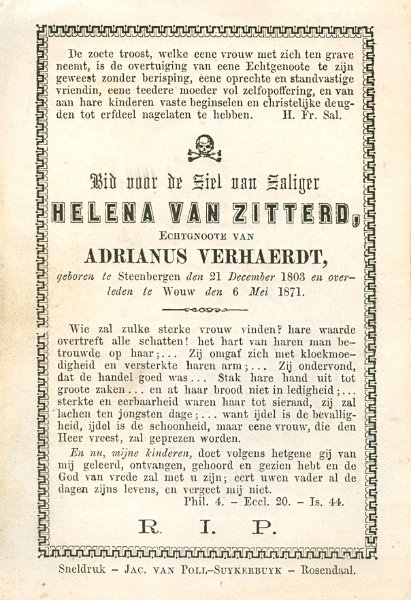 De zoete troost, welke eene vrouw met zich ten grave
neemt, is de overtuiging van eene Echtgenote te zijn
geweest zonder berisping, eene oprechte en standvastige
vriendin, eene teedere moeder vol zelfopoffering, en van
aan hare kinderen vaste beginselen en christelijke deug-
den tot erfdeel nagelaten te hebben. H. Fr. Sal.
Bid voor de Ziel van Zaliger
HELENA VAN ZITTERD,
ECHTGNOOTE VAN
ADRIANUS VERHAERDT,
geboren te Steenbergen den 21 December 1803 en over-
leden te Wouw den 6 Mei 1871.
Wie zal zulke sterke vrouw vinden? hare waarde
overtreft alle schatten! het hart van haren man be-
trouwde op haar;... Zij omgaf zich met kloekmoe-
digheid en versterkte haren arm;... Zij ondervond,
dat de handel goed was... Stak hare hand uit tot
groote zaken... en at haar brood niet in ledigheid;...
sterkte en eerbaarheid waren haar tot sieraad, zij zal
lachen ten jongsten dage;... want ijdel is de bevallig-
heid, ijdel is de schoonheid, maar eene vrouw, die den
Heer vreest, zal geprezen worden.
En nu, mijne kinderen, doet volgens hetgene gij van
mij geleerd, ontvangen, gehoord en gezien hebt en de
God van vrede zal met u zijn; eert uwen vader al de
dagen zijns levens, en vergeet mij niet.
Phil. 4. - Eccl. 20. - Is. 44.
R. I. P.
Sneldruk - JAC. VAN POLL-SUYKERBUYK - Rosendaal.